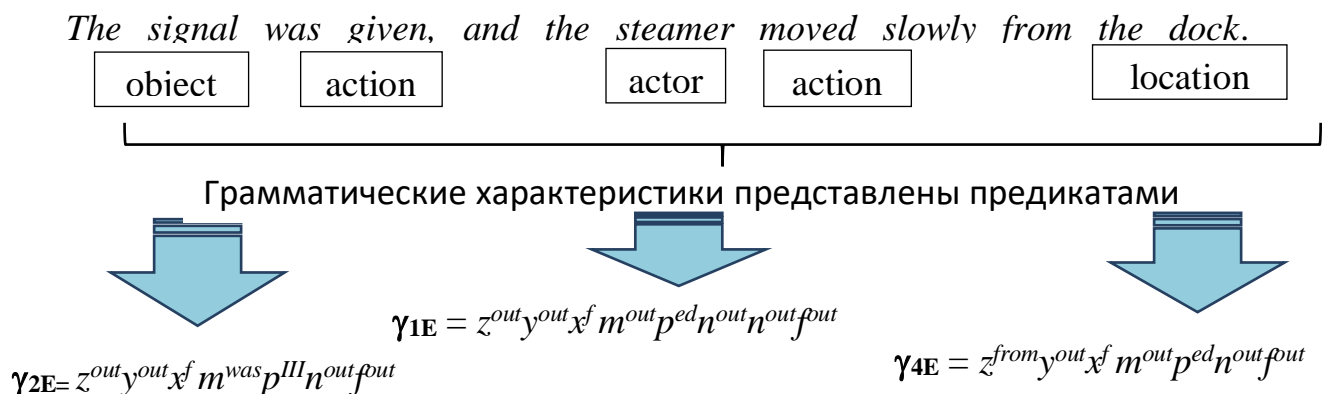 The signal was given, and the steamer moved slowly from the dock.
object action actor action location
Грамматические характеристики представлены предикатами
γ1E = z^out y^out x^f m^out p^ed n^out n^out f^out
γ2E= z^out y^out x^f m^was p^III n^out f^out
γ4E = z^from y^out x^f m^out p^ed n^out f^out